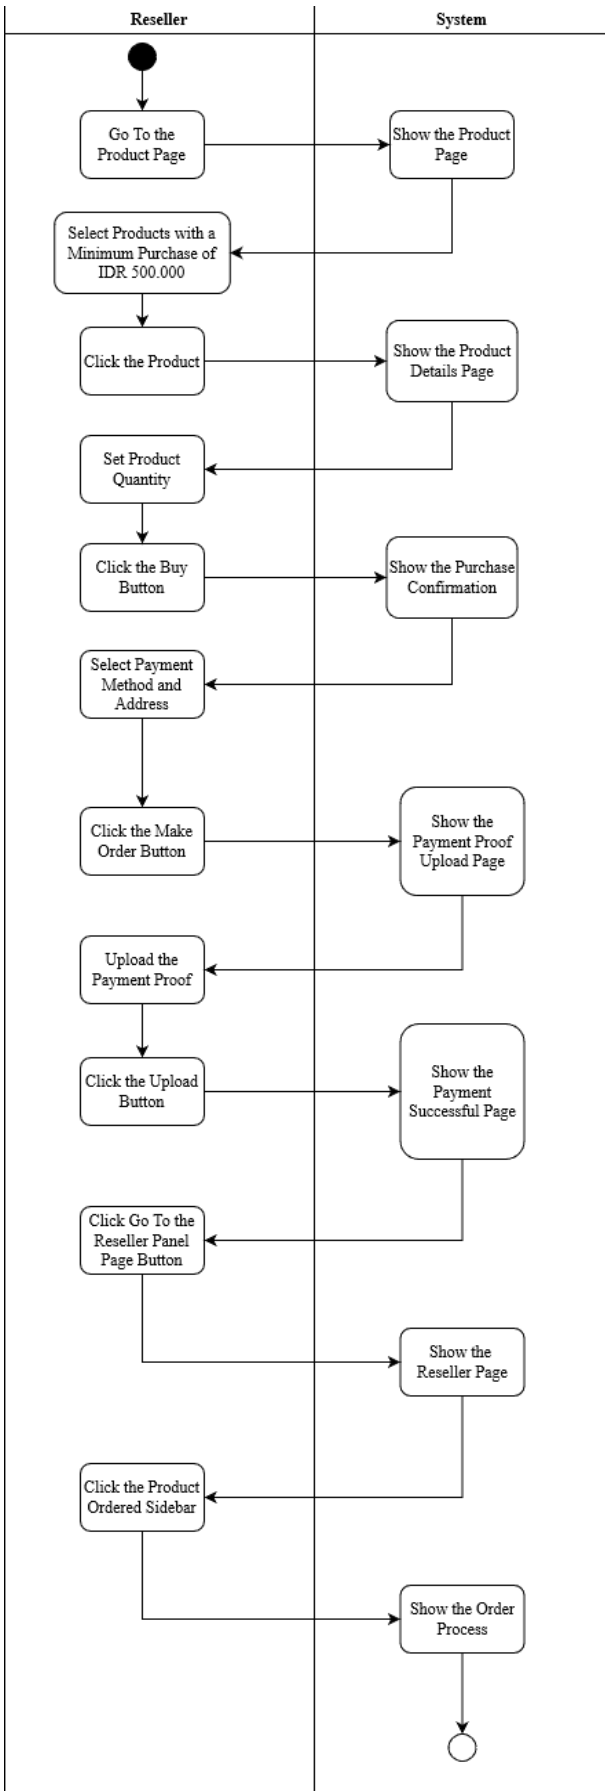 Reseller
System
Go To the
Product Page
Show the Product
Page
Select Products with a
Minimum Purchase of
IDR 500.000
Click the Product
Show the Product
Details Page
Set Product
Quantity
Click the Buy
Button
Show the Purchase
Confirmation
Select Payment
Method and
Address
Click the Make
Order Button
Show the
Payment Proof
Upload Page
Upload the
Payment Proof
Click the Upload
Button
Show the
Payment
Successful Page
Click Go To the
Reseller Panel
Page Button
Show the
Reseller Page
Click the Product
Ordered Sidebar
Show the Order
Process